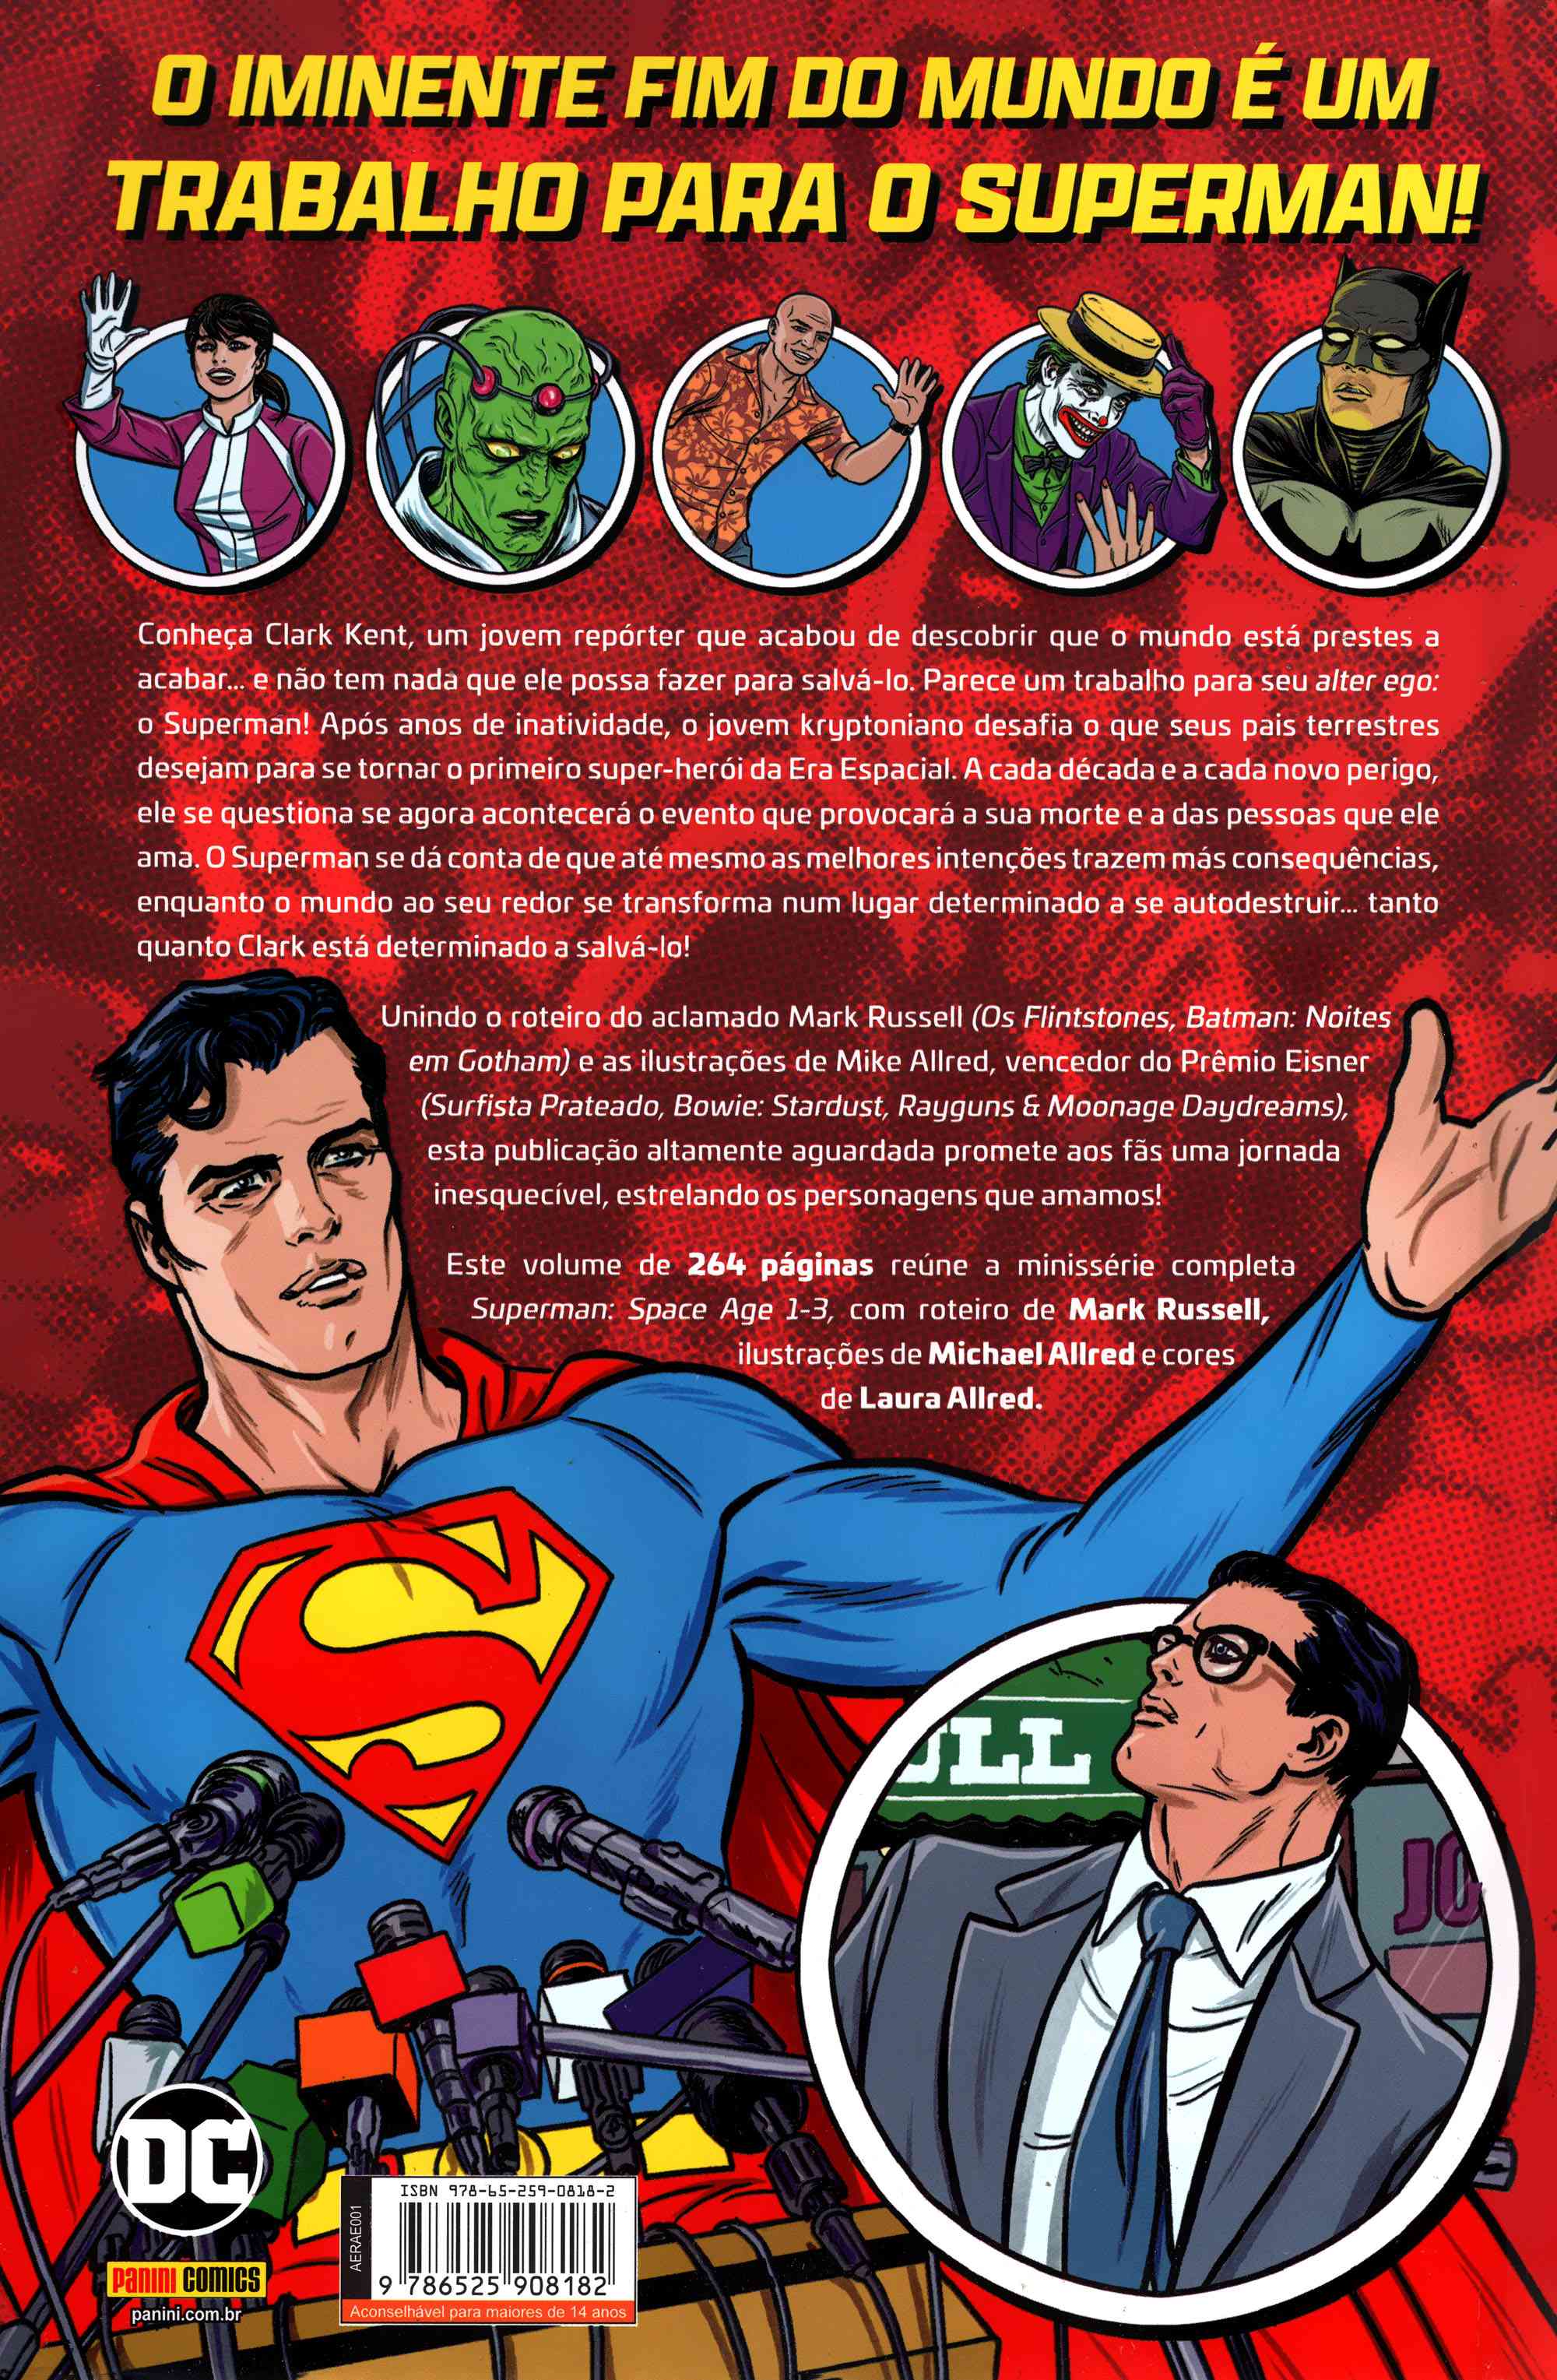 O IMINENTE FIM DO MUNDO É UM
TRABALHO PARA O SUPERMAN!
Conheça Clark Kent, um jovem repórter que acabou de descobrir que o mundo está prestes a
acabar... e não tem nada que ele possa fazer para salvá-lo. Parece um trabalho para seu alter ego:
o Superman! Após anos de inatividade, o jovem kryptoniano desafia o que seus pais terrestres
desejam para se tornar o primeiro super-herói da Era Espacial. A cada década e a cada novo perigo,
ele se questiona se agora acontecerá o evento que provocará a sua morte e a das pessoas que ele
ama. O Superman se dá conta de que até mesmo as melhores intenções trazem más consequências,
enquanto o mundo ao seu redor se transforma num lugar determinado a se autodestruir... tanto
quanto Clark está determinado a salvá-lo!
Unindo o roteiro do aclamado Mark Russell (Os Flintstones, Batman: Noites
em Gotham) e as ilustrações de Mike Allred, vencedor do Prêmio Eisner
(Surfista Prateado, Bowie: Stardust, Rayguns & Moonage Daydreams),
esta publicação altamente aguardada promete aos fãs uma jornada
inesquecível, estrelando os personagens que amamos!
Este volume de 264 páginas reúne a minissérie completa
Superman: Space Age 1-3, com roteiro de Mark Russell,
ilustrações de Michael Allred e cores
de Laura Allred.
S
ULL
JO
DC
PANINI COMICS
panini.com.br
AERAE001
ISBN 978-65-259-0818-2
9 786525 908182
Aconselhável para maiores de 14 anos